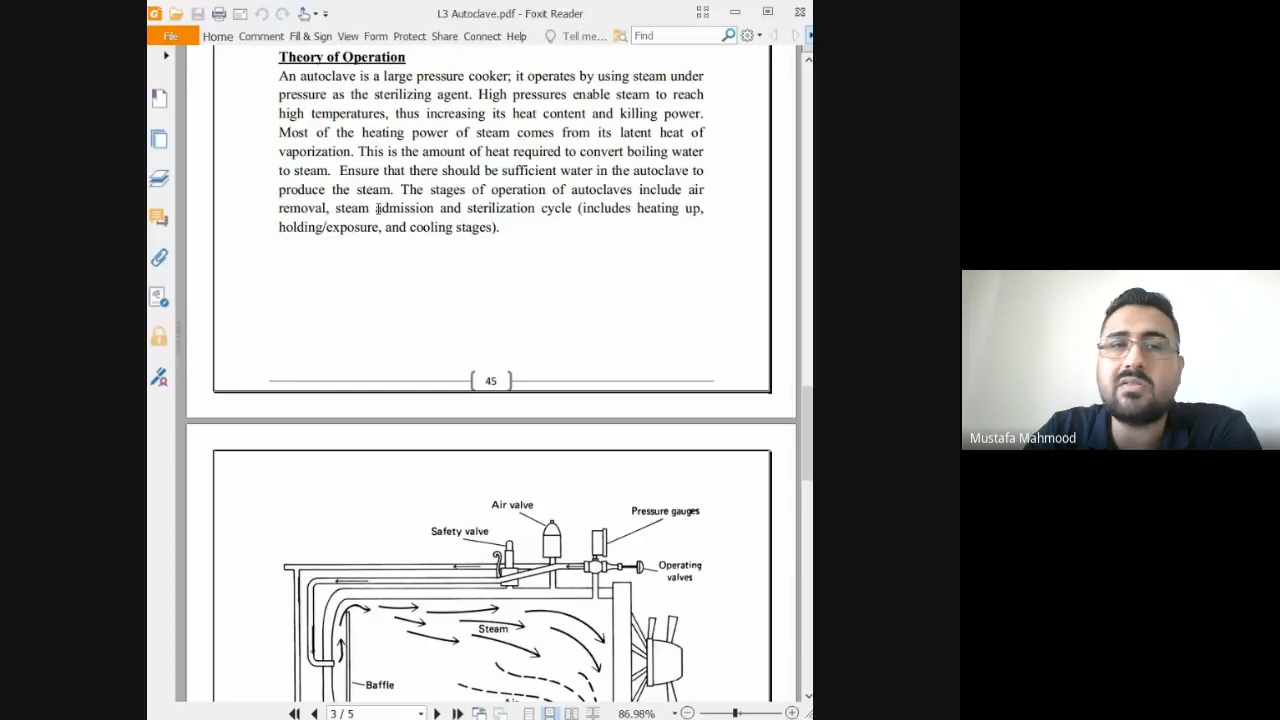 L3 Autoclave.pdf - Foxit Reader
File Home Comment Fill & Sign View Form Protect Share Connect Help Tell me... Find
Theory of Operation
An autoclave is a large pressure cooker; it operates by using steam under
pressure as the sterilizing agent. High pressures enable steam to reach
high temperatures, thus increasing its heat content and killing power.
Most of the heating power of steam comes from its latent heat of
vaporization. This is the amount of heat required to convert boiling water
to steam. Ensure that there should be sufficient water in the autoclave to
produce the steam. The stages of operation of autoclaves include air
removal, steam admission and sterilization cycle (includes heating up,
holding/exposure, and cooling stages).
45
Air valve
Pressure gauges
Safety valve
Operating
valves
Steam
Baffle
3 / 5
86.98%
Mustafa Mahmood